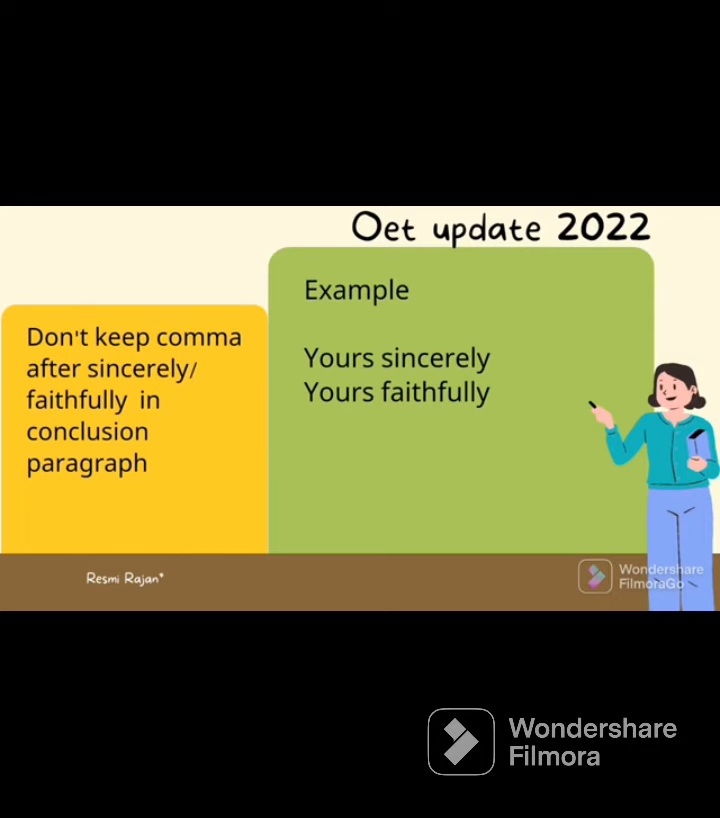 Oet update 2022
Don't keep comma
after sincerely/
faithfully in
conclusion
paragraph
Example
Yours sincerely
Yours faithfully
Resmi Rajan*
Wondershare
FilmoraGo
Wondershare
Filmora